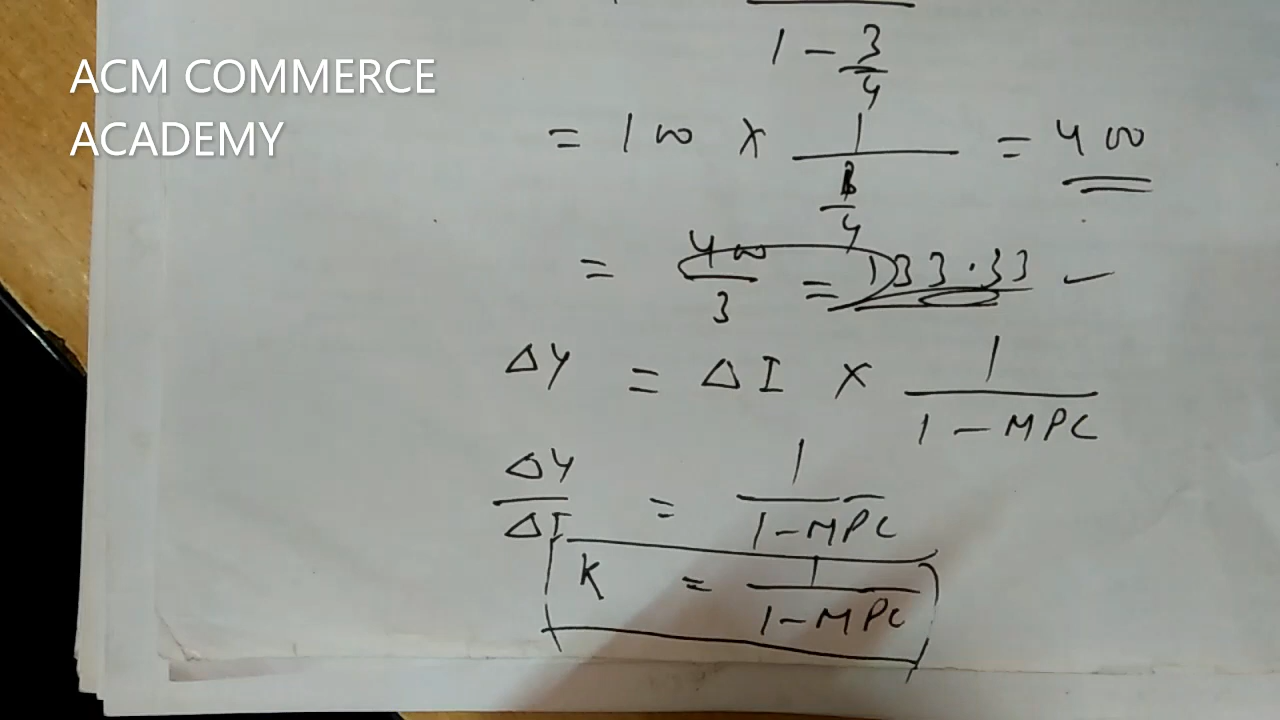 ACM COMMERCE
ACADEMY
1 - 3/4
= 100 × 1/(1/4) = 400
= 400/3 = 133.33
ΔY = ΔI × 1/(1-MPC)
ΔY/ΔI = 1/(1-MPC)
K = 1/(1-MPC)